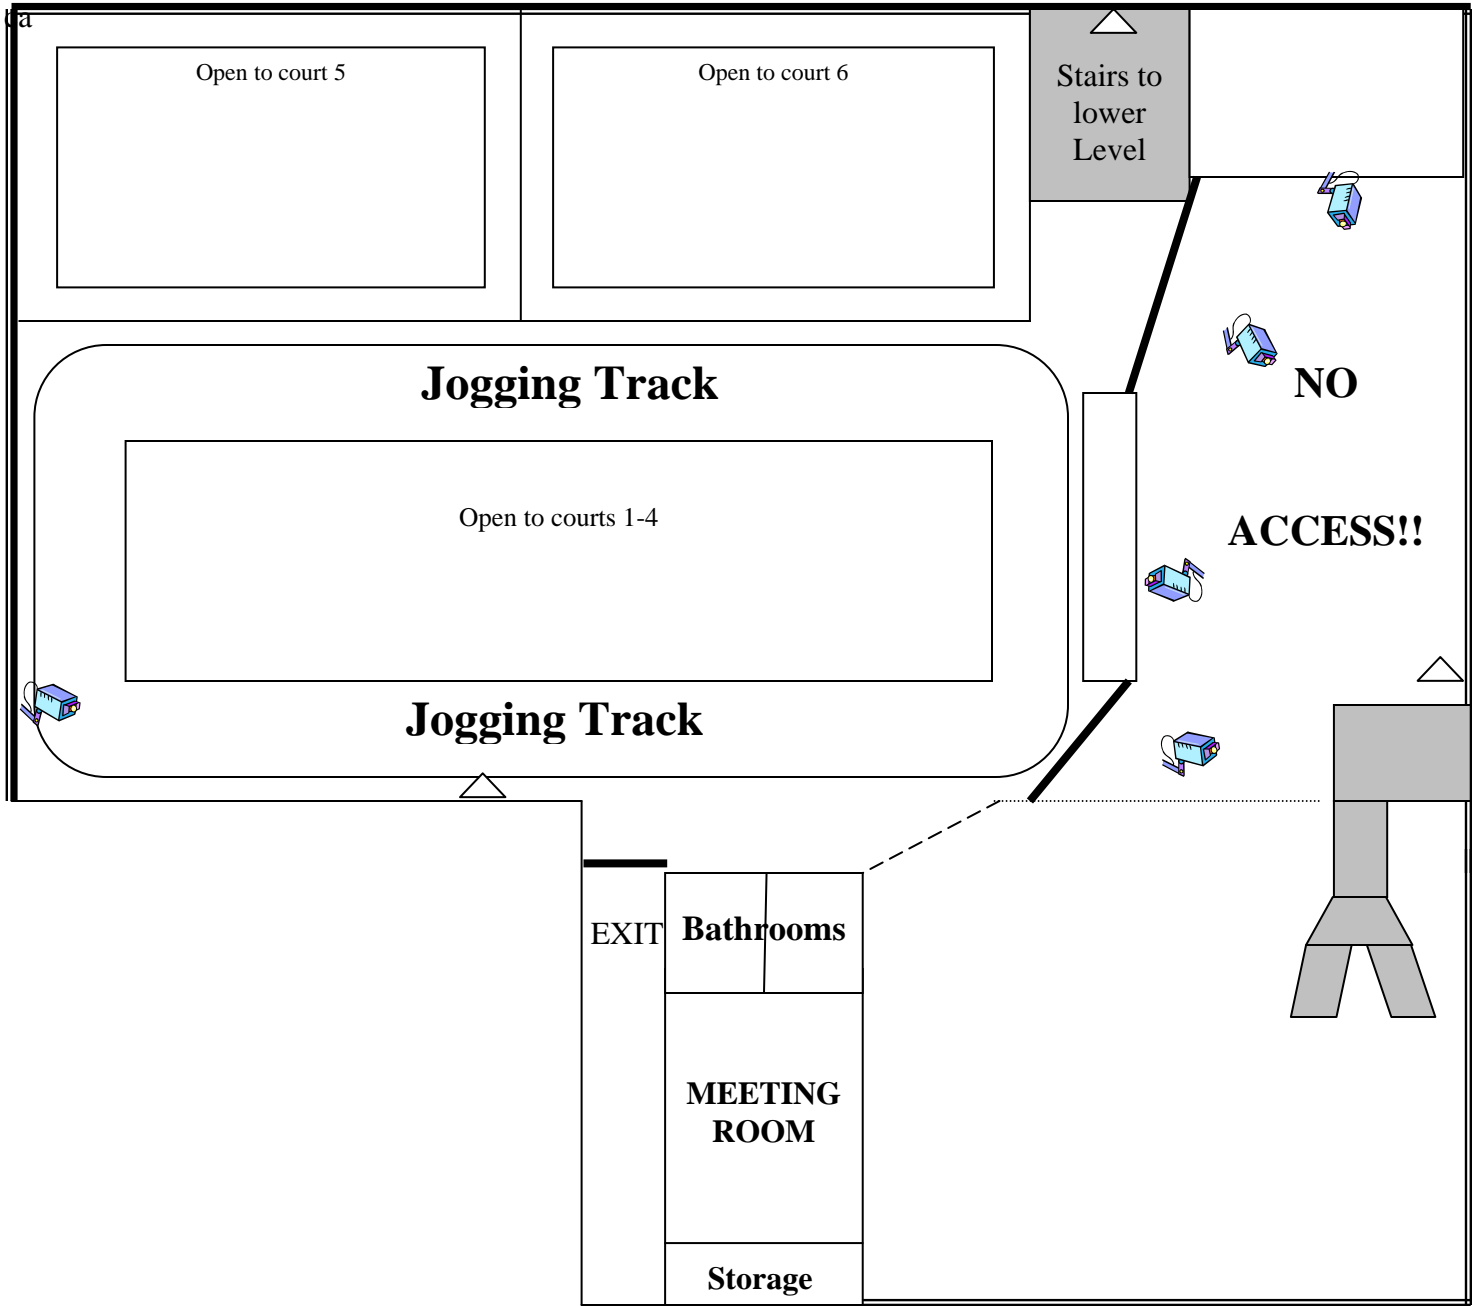 Open to court 5
Open to court 6
Stairs to
lower
Level
Jogging Track
NO
Open to courts 1-4
ACCESS!!
Jogging Track
EXIT
Bathrooms
MEETING
ROOM
Storage